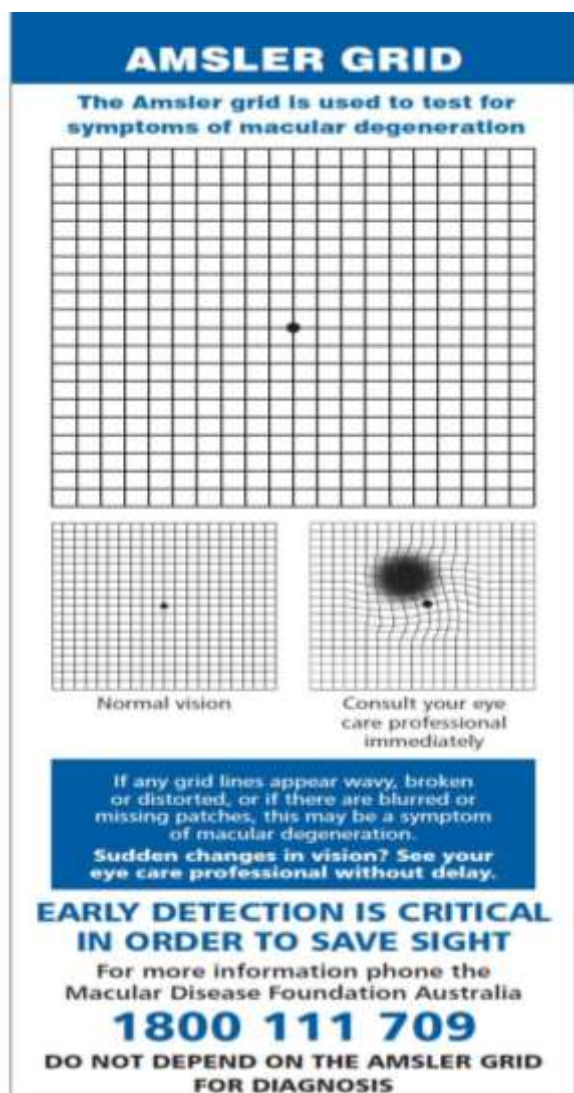 AMSLER GRID
The Amsler grid is used to test for
symptoms of macular degeneration
Normal vision
Consult your eye
care professional
immediately
If any grid lines appear wavy, broken
or distorted, or if there are blurred or
missing patches, this may be a symptom
of macular degeneration.
Sudden changes in vision? See your
eye care professional without delay.
EARLY DETECTION IS CRITICAL
IN ORDER TO SAVE SIGHT
For more information phone the
Macular Disease Foundation Australia
1800 111 709
DO NOT DEPEND ON THE AMSLER GRID
FOR DIAGNOSIS